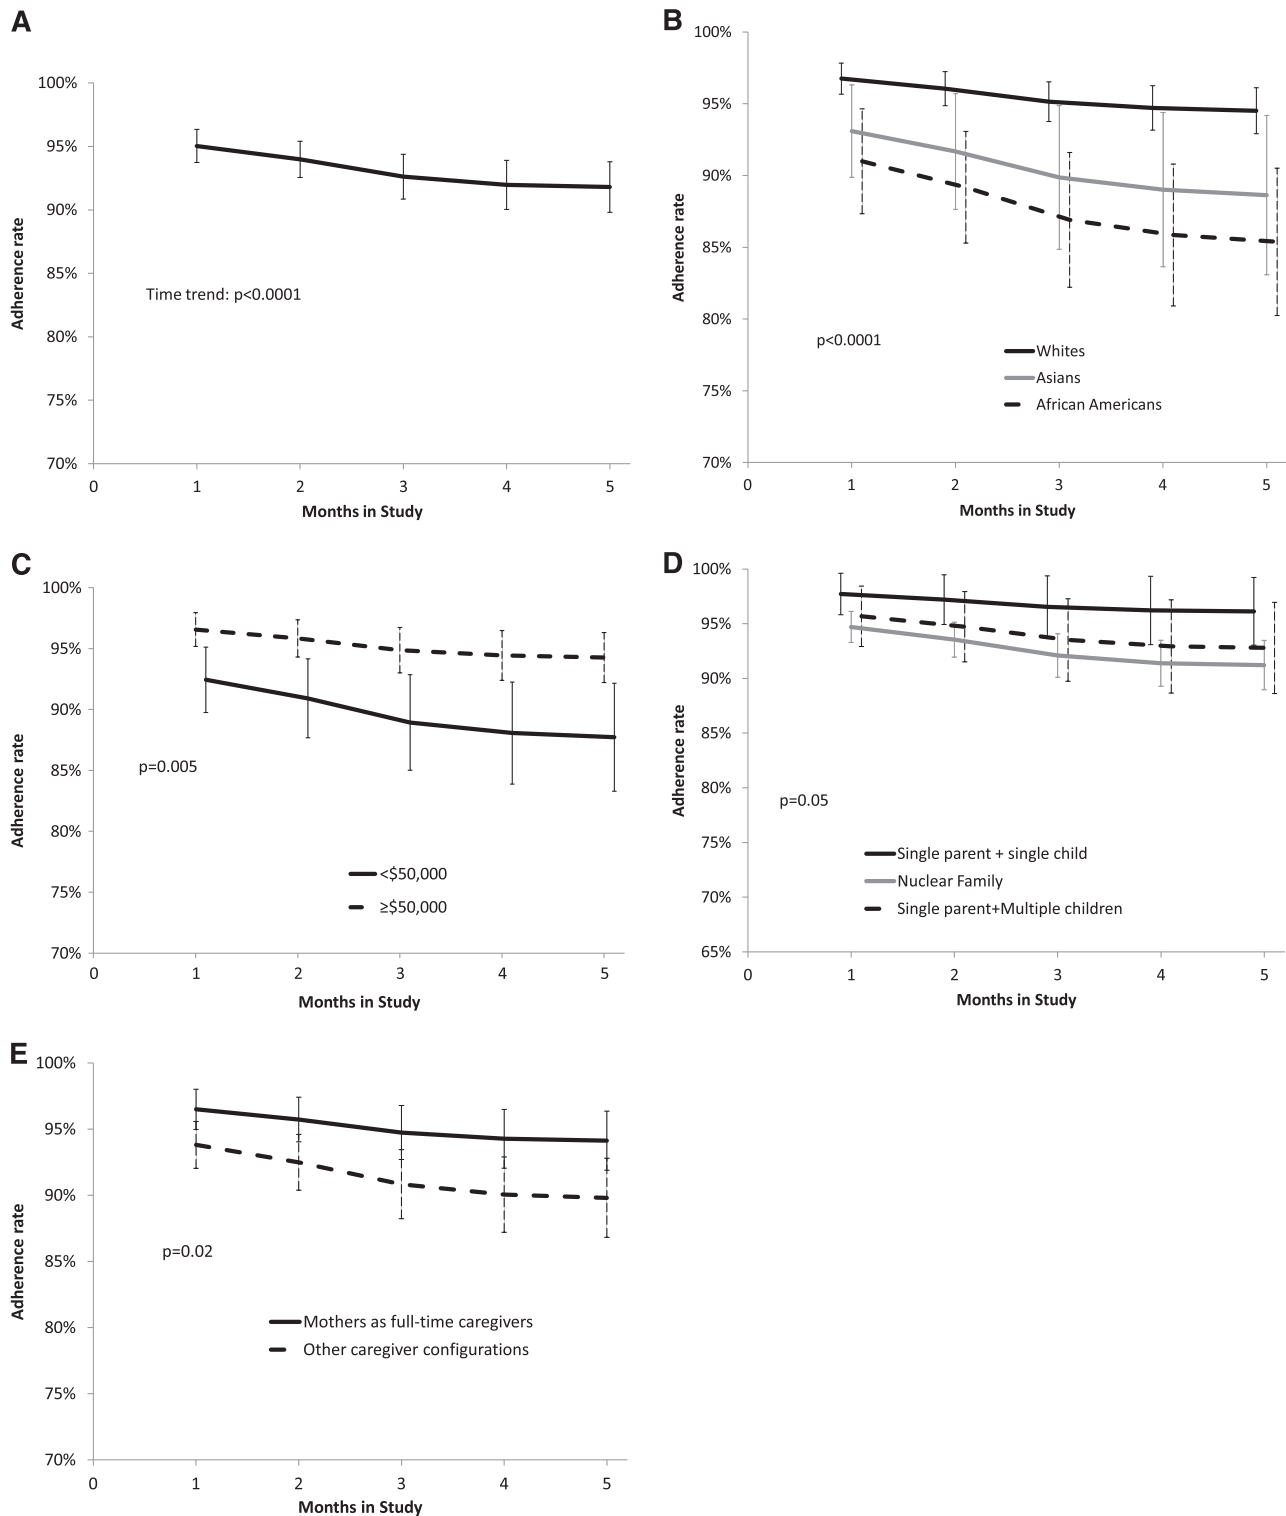 A
100%
95%
90%
85%
80%
75%
70%
Adherence rate
Time trend: p<0.0001
0 1 2 3 4 5
Months in Study
B
100%
95%
90%
85%
80%
75%
70%
Adherence rate
p<0.0001
Whites
Asians
African Americans
0 1 2 3 4 5
Months in Study
C
100%
95%
90%
85%
80%
75%
70%
Adherence rate
p=0.005
<$50,000
≥$50,000
0 1 2 3 4 5
Months in Study
D
100%
95%
90%
85%
80%
75%
70%
65%
Adherence rate
p=0.05
Single parent + single child
Nuclear Family
Single parent+Multiple children
0 1 2 3 4 5
Months in Study
E
100%
95%
90%
85%
80%
75%
70%
Adherence rate
p=0.02
Mothers as full-time caregivers
Other caregiver configurations
0 1 2 3 4 5
Months in Study